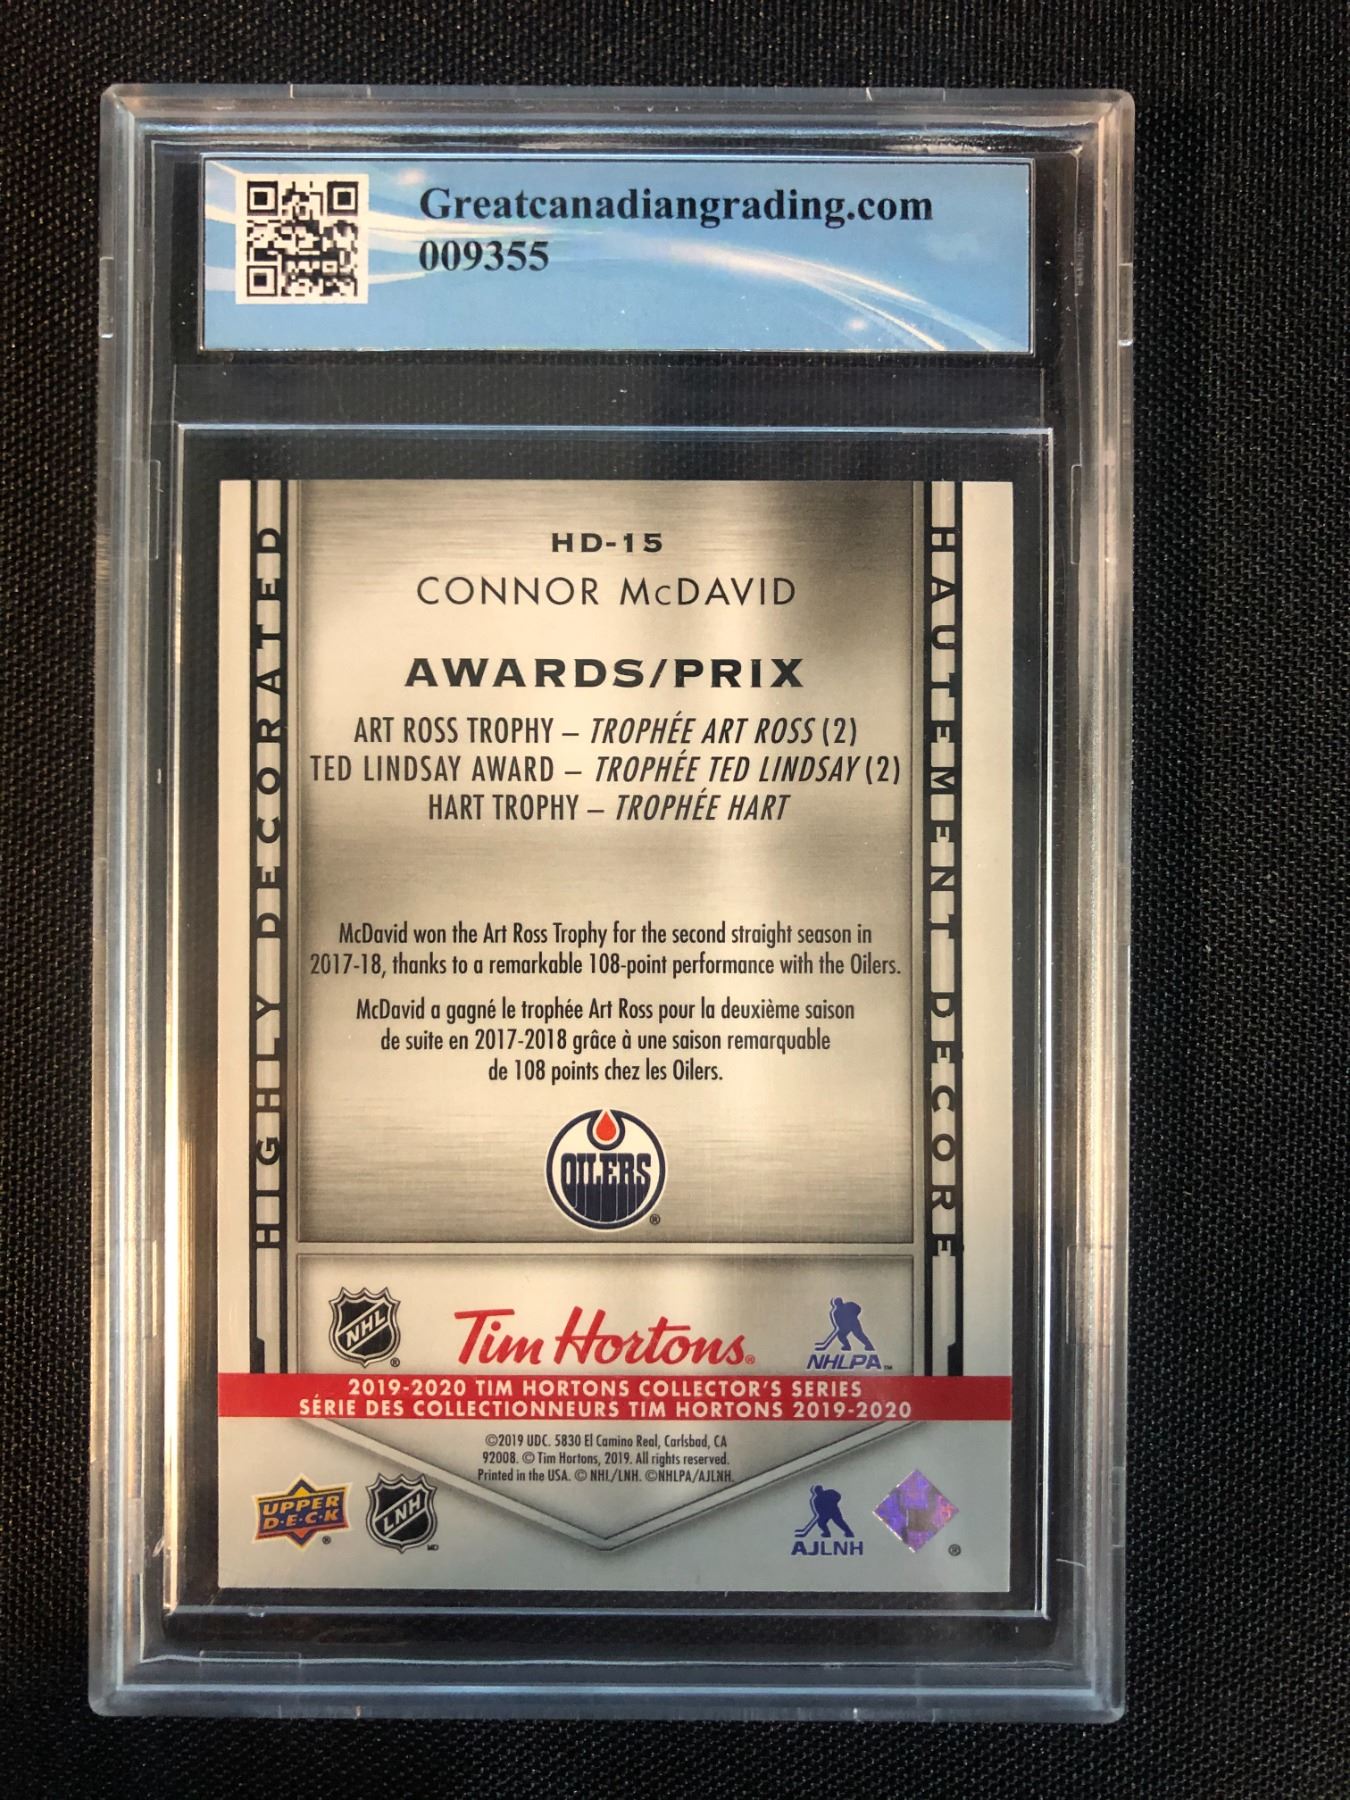 Greatcanadiangrading.com
009355
HD-15
CONNOR McDAVID
AWARDS/PRIX
ART ROSS TROPHY – TROPHÉE ART ROSS (2)
TED LINDSAY AWARD – TROPHÉE TED LINDSAY (2)
HART TROPHY – TROPHÉE HART
McDavid won the Art Ross Trophy for the second straight season in
2017-18, thanks to a remarkable 108-point performance with the Oilers.
McDavid a gagné le trophée Art Ross pour la deuxième saison
de suite en 2017-2018 grâce à une saison remarquable
de 108 points chez les Oilers.
HIGHLY DECORATED
HAUTEMENT DÉCORÉ
OILERS
®
NHL
®
Tim Hortons®
NHLPA™
2019-2020 TIM HORTONS COLLECTOR'S SERIES
SÉRIE DES COLLECTIONNEURS TIM HORTONS 2019-2020
©2019 UDC. 5830 El Camino Real, Carlsbad, CA
92008. © Tim Hortons, 2019. All rights reserved.
Printed in the USA. © NHL/LNH. ©NHLPA/AJLNH.
UPPER
D·E·C·K
®
LNH
MD
AJLNH
®